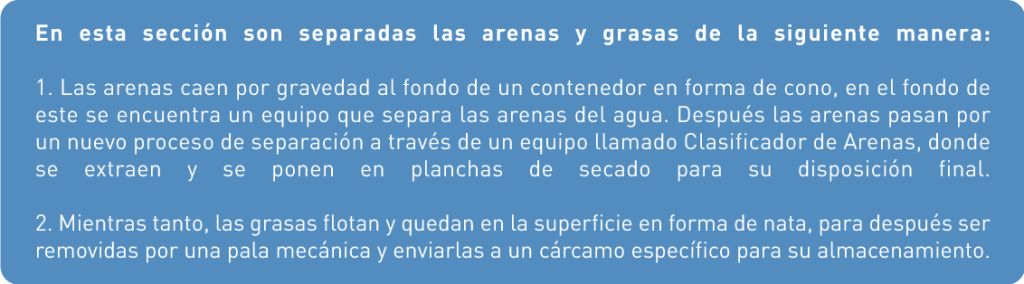 En esta sección son separadas las arenas y grasas de la siguiente manera:
1. Las arenas caen por gravedad al fondo de un contenedor en forma de cono, en el fondo de
este se encuentra un equipo que separa las arenas del agua. Después las arenas pasan por
un nuevo proceso de separación a través de un equipo llamado Clasificador de Arenas, donde
se extraen y se ponen en planchas de secado para su disposición final.
2. Mientras tanto, las grasas flotan y quedan en la superficie en forma de nata, para después ser
removidas por una pala mecánica y enviarlas a un cárcamo específico para su almacenamiento.